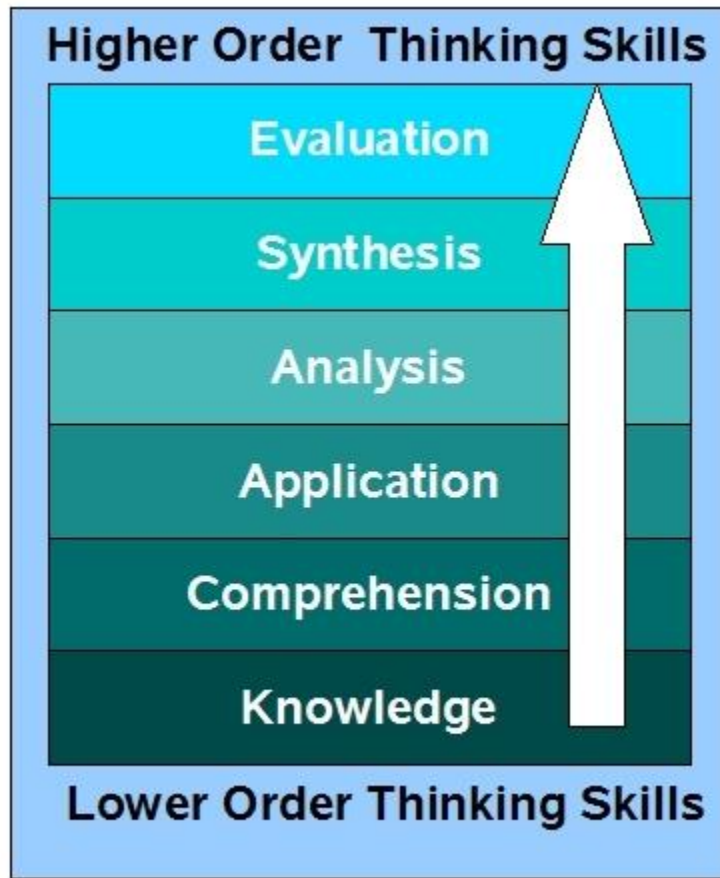 Higher Order Thinking Skills
Evaluation
Synthesis
Analysis
Application
Comprehension
Knowledge
Lower Order Thinking Skills